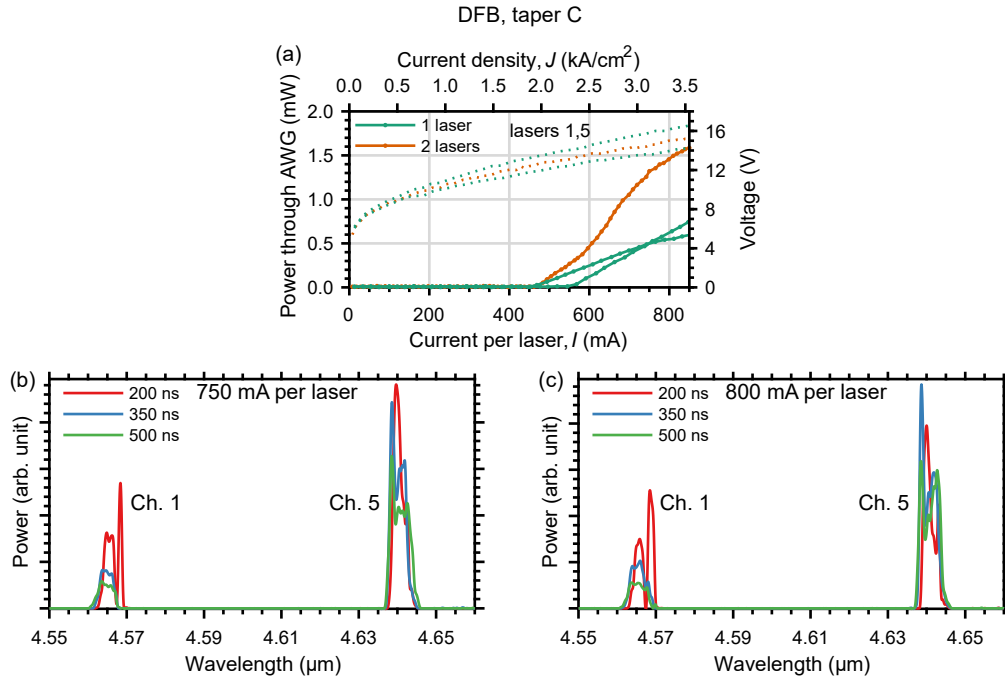 DFB, taper C
(a)
Current density, J (kA/cm²)
0.0 0.5 1.0 1.5 2.0 2.5 3.0 3.5
Power through AWG (mW)
2.0
1.5
1.0
0.5
0.0
1 laser
2 lasers
lasers 1,5
16
12
8
4
0
Voltage (V)
0 200 400 600 800
Current per laser, I (mA)
(b)
750 mA per laser
200 ns
350 ns
500 ns
Ch. 1
Ch. 5
Power (arb. unit)
4.55 4.57 4.59 4.61 4.63 4.65
Wavelength (µm)
(c)
800 mA per laser
200 ns
350 ns
500 ns
Ch. 1
Ch. 5
Power (arb. unit)
4.55 4.57 4.59 4.61 4.63 4.65
Wavelength (µm)